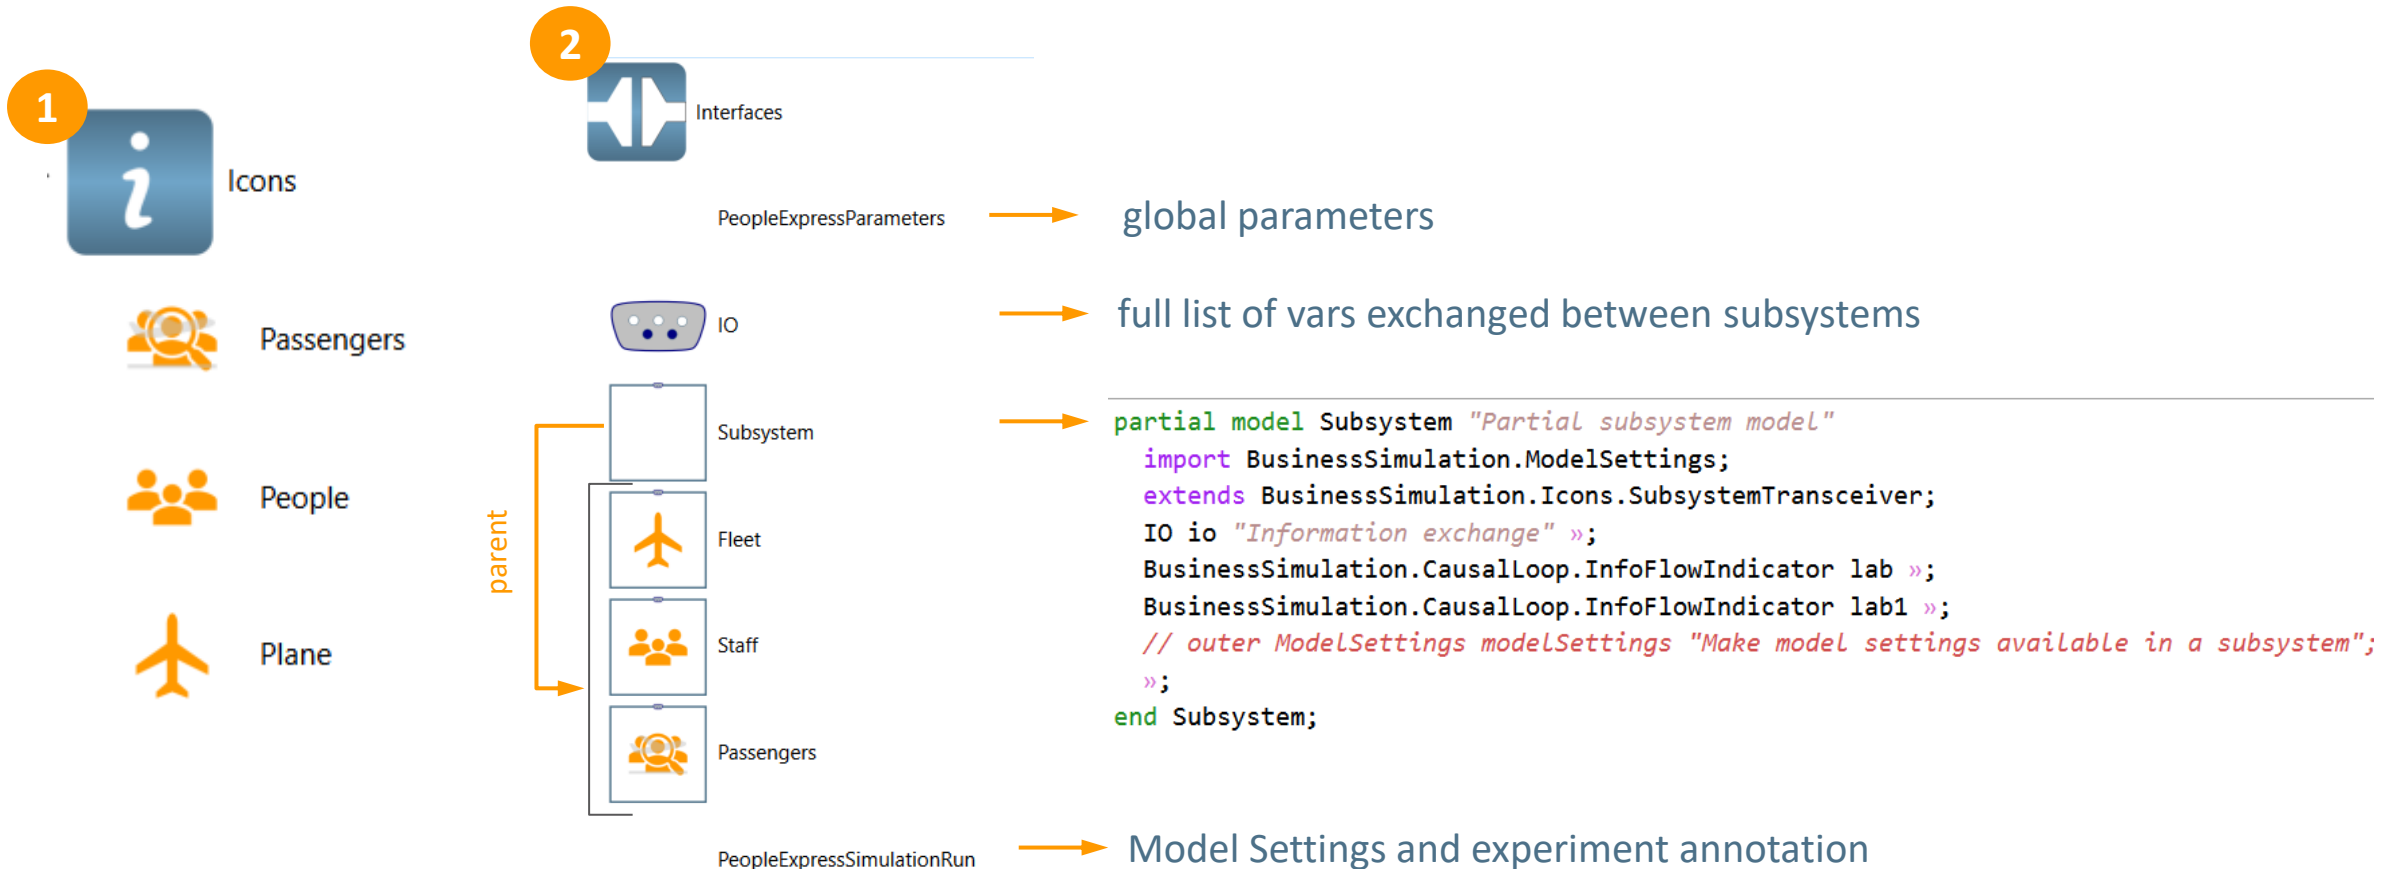 1
Icons
Passengers
People
Plane
2
Interfaces
PeopleExpressParameters
global parameters
IO
full list of vars exchanged between subsystems
parent
Subsystem
Fleet
Staff
Passengers
PeopleExpressSimulationRun
Model Settings and experiment annotation
partial model Subsystem "Partial subsystem model"
import BusinessSimulation.ModelSettings;
extends BusinessSimulation.Icons.SubsystemTransceiver;
IO io "Information exchange" »;
BusinessSimulation.CausalLoop.InfoFlowIndicator lab »;
BusinessSimulation.CausalLoop.InfoFlowIndicator lab1 »;
// outer ModelSettings modelSettings "Make model settings available in a subsystem";
»;
end Subsystem;